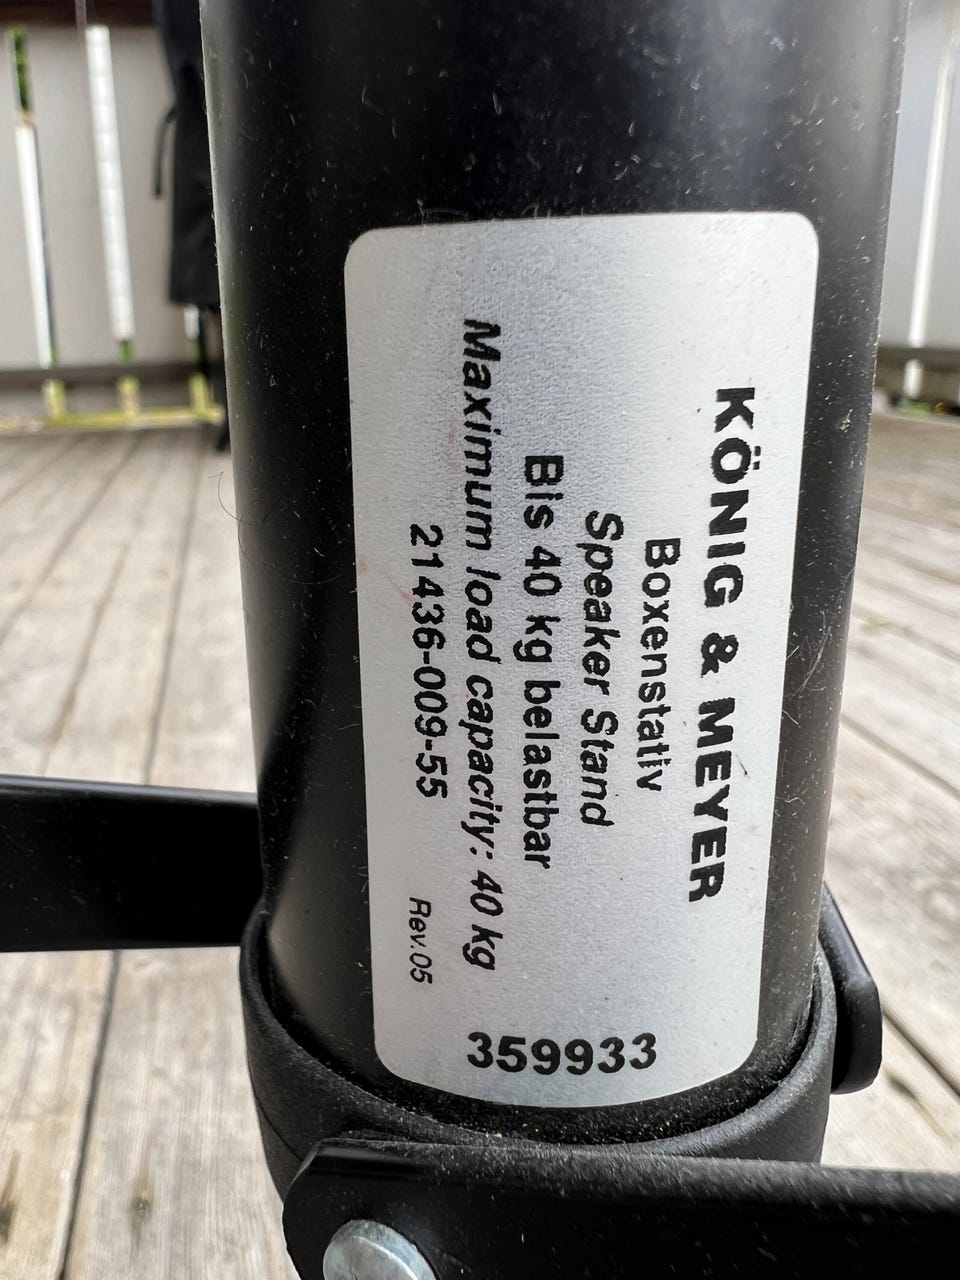 KÖNIG & MEYER
Boxenstativ
Speaker Stand
Bis 40 kg belastbar
Maximum load capacity: 40 kg
21436-009-55
Rev.05
359933